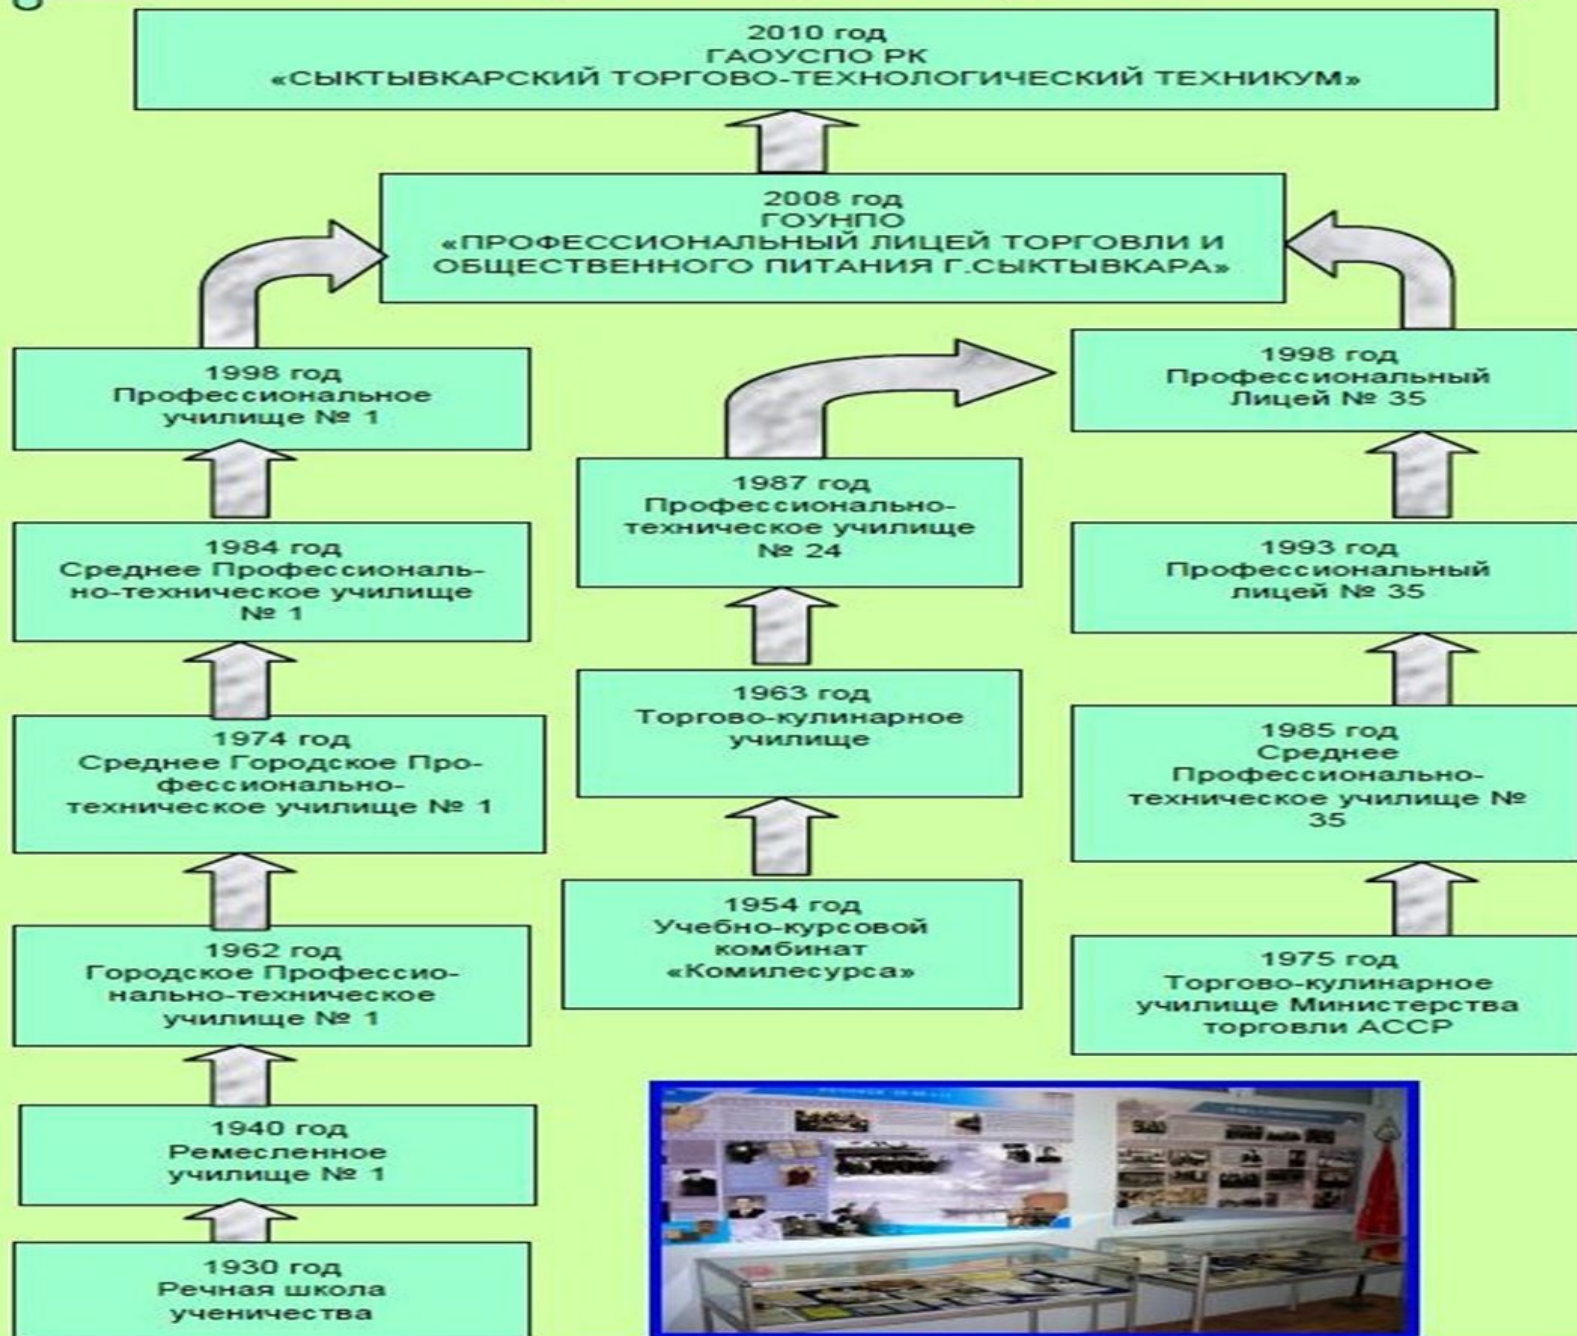 2010 год
ГАОУСПО РК
«СЫКТЫВКАРСКИЙ ТОРГОВО-ТЕХНОЛОГИЧЕСКИЙ ТЕХНИКУМ»
2008 год
ГОУНПО
«ПРОФЕССИОНАЛЬНЫЙ ЛИЦЕЙ ТОРГОВЛИ И
ОБЩЕСТВЕННОГО ПИТАНИЯ Г.СЫКТЫВКАРА»
1998 год
Профессиональное
училище № 1
1984 год
Среднее Профессиональ-
но-техническое училище
№ 1
1974 год
Среднее Городское Про-
фессионально-
техническое училище № 1
1962 год
Городское Профессио-
нально-техническое
училище № 1
1940 год
Ремесленное
училище № 1
1930 год
Речная школа
ученичества
1987 год
Профессионально-
техническое училище
№ 24
1963 год
Торгово-кулинарное
училище
1954 год
Учебно-курсовой
комбинат
«Комилесурса»
1998 год
Профессиональный
Лицей № 35
1993 год
Профессиональный
лицей № 35
1985 год
Среднее
Профессионально-
техническое училище №
35
1975 год
Торгово-кулинарное
училище Министерства
торговли АССР